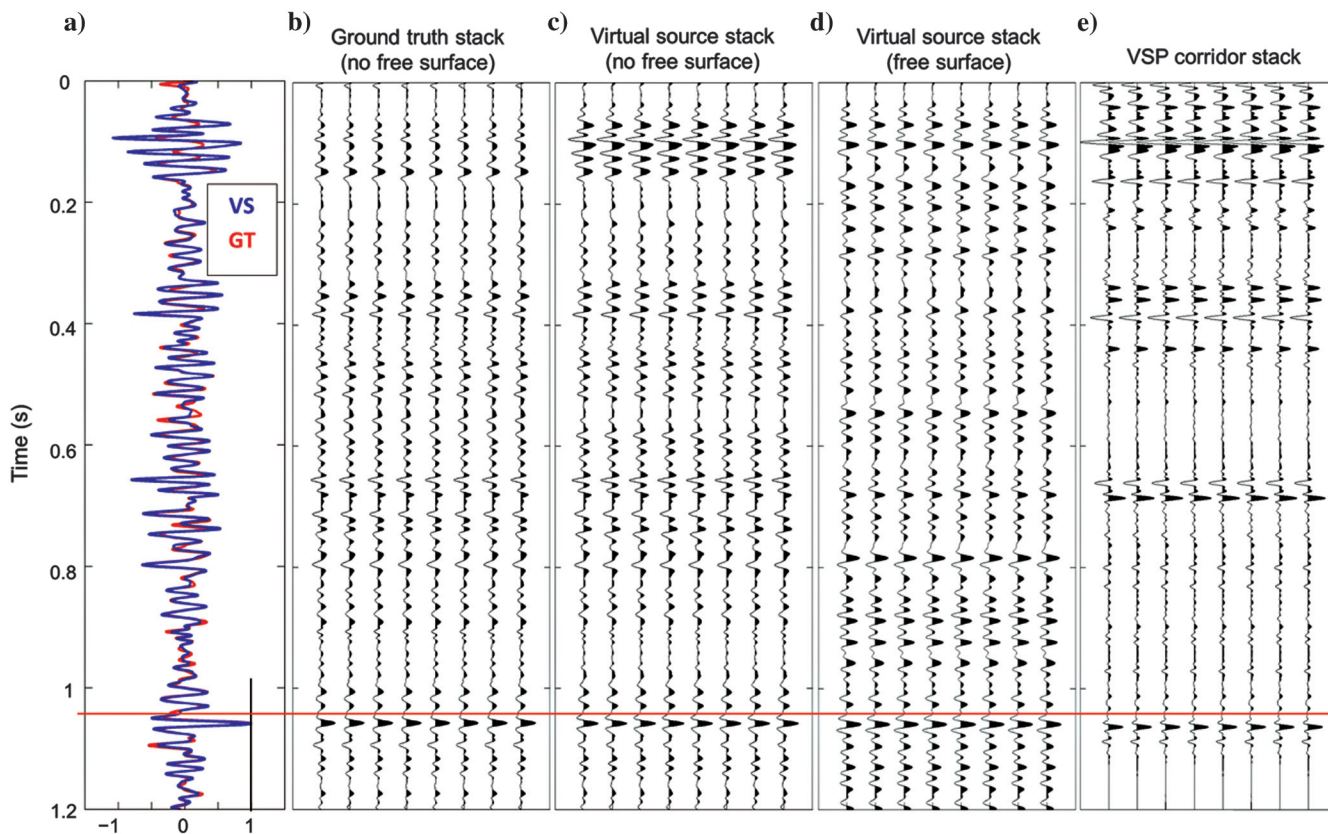 a)
b)
c)
d)
e)
Ground truth stack
(no free surface)
Virtual source stack
(no free surface)
Virtual source stack
(free surface)
VSP corridor stack
0
0.2
0.4
0.6
0.8
1
1.2
Time (s)
VS
GT
−1
0
1